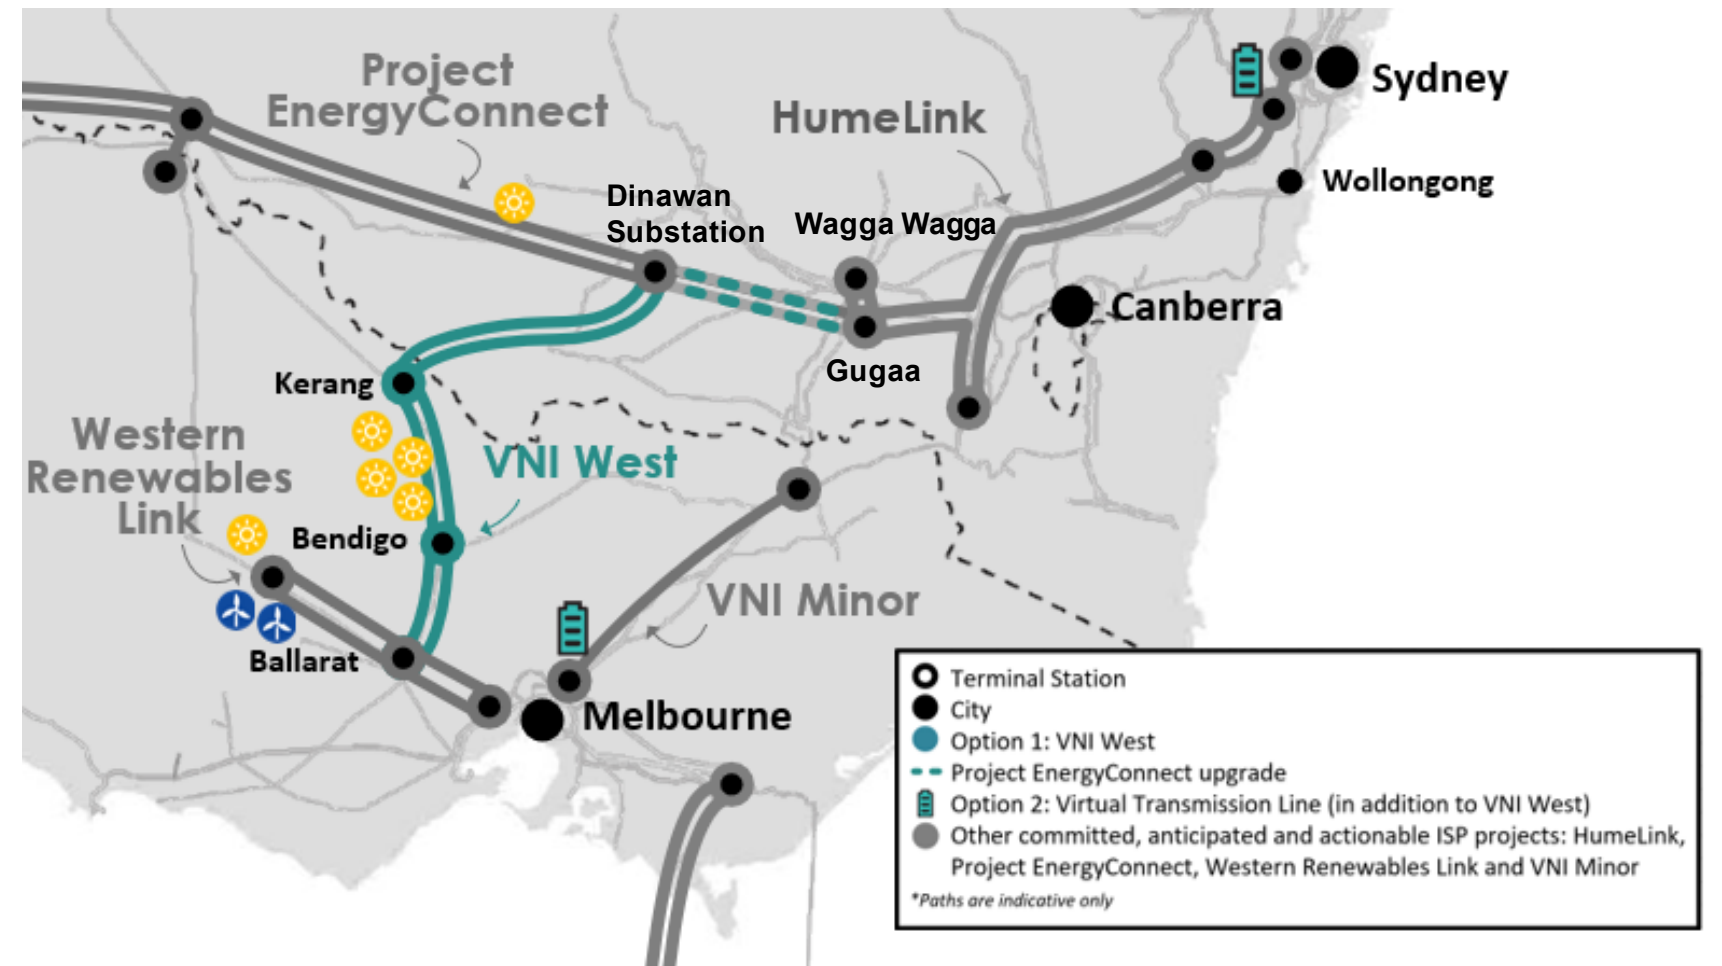 Project
EnergyConnect
HumeLink
Sydney
Wollongong
Dinawan
Substation
Wagga Wagga
Canberra
Gugaa
Kerang
Western
Renewables
Link
VNI West
Bendigo
VNI Minor
Ballarat
Melbourne
Terminal Station
City
Option 1: VNI West
Project EnergyConnect upgrade
Option 2: Virtual Transmission Line (in addition to VNI West)
Other committed, anticipated and actionable ISP projects: HumeLink,
Project EnergyConnect, Western Renewables Link and VNI Minor
*Paths are indicative only